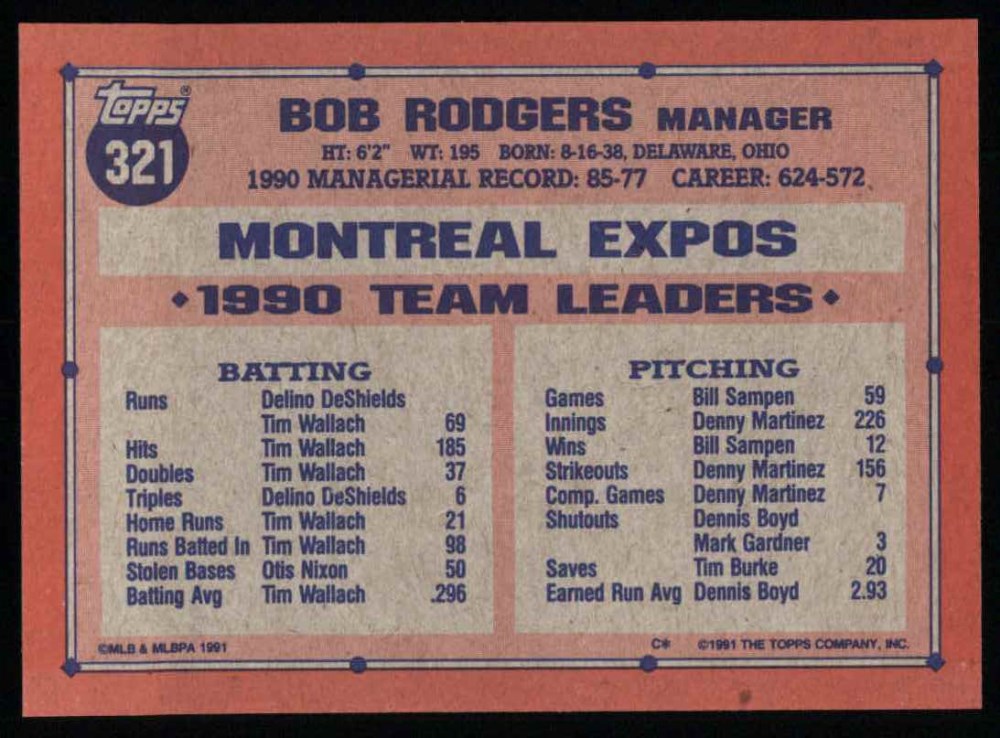 Topps®
321
BOB RODGERS MANAGER
HT: 6'2" WT: 195 BORN: 8-16-38, DELAWARE, OHIO
1990 MANAGERIAL RECORD: 85-77 CAREER: 624-572
MONTREAL EXPOS
◆1990 TEAM LEADERS◆
BATTING
Runs Delino DeShields
Tim Wallach 69
Hits Tim Wallach 185
Doubles Tim Wallach 37
Triples Delino DeShields 6
Home Runs Tim Wallach 21
Runs Batted In Tim Wallach 98
Stolen Bases Otis Nixon 50
Batting Avg Tim Wallach .296
PITCHING
Games Bill Sampen 59
Innings Denny Martinez 226
Wins Bill Sampen 12
Strikeouts Denny Martinez 156
Comp. Games Denny Martinez 7
Shutouts Dennis Boyd
Mark Gardner 3
Saves Tim Burke 20
Earned Run Avg Dennis Boyd 2.93
©MLB & MLBPA 1991
C* ©1991 THE TOPPS COMPANY, INC.